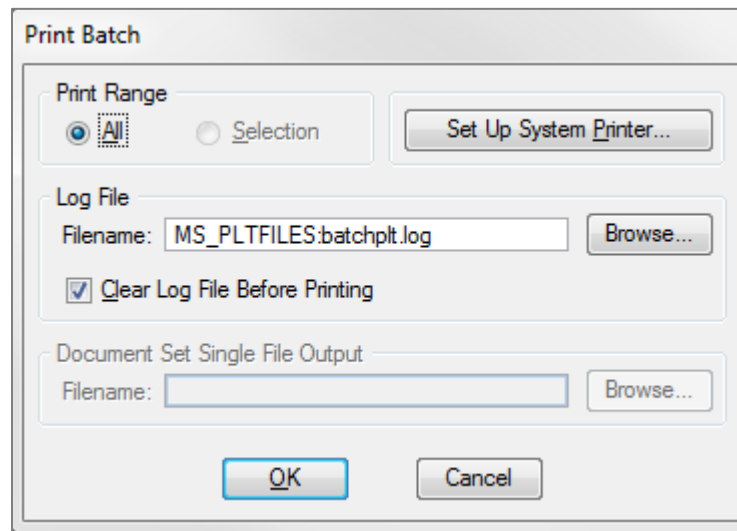 Print Batch
Print Range
All Selection
Set Up System Printer...
Log File
Filename: MS_PLTFILES:batchplt.log Browse...
Clear Log File Before Printing
Document Set Single File Output
Filename: Browse...
OK Cancel